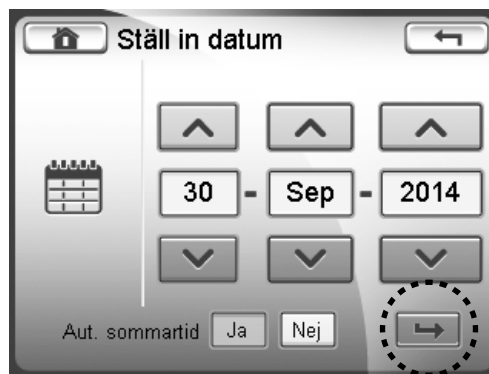 Ställ in datum
30 - Sep - 2014
Aut. sommartid Ja Nej